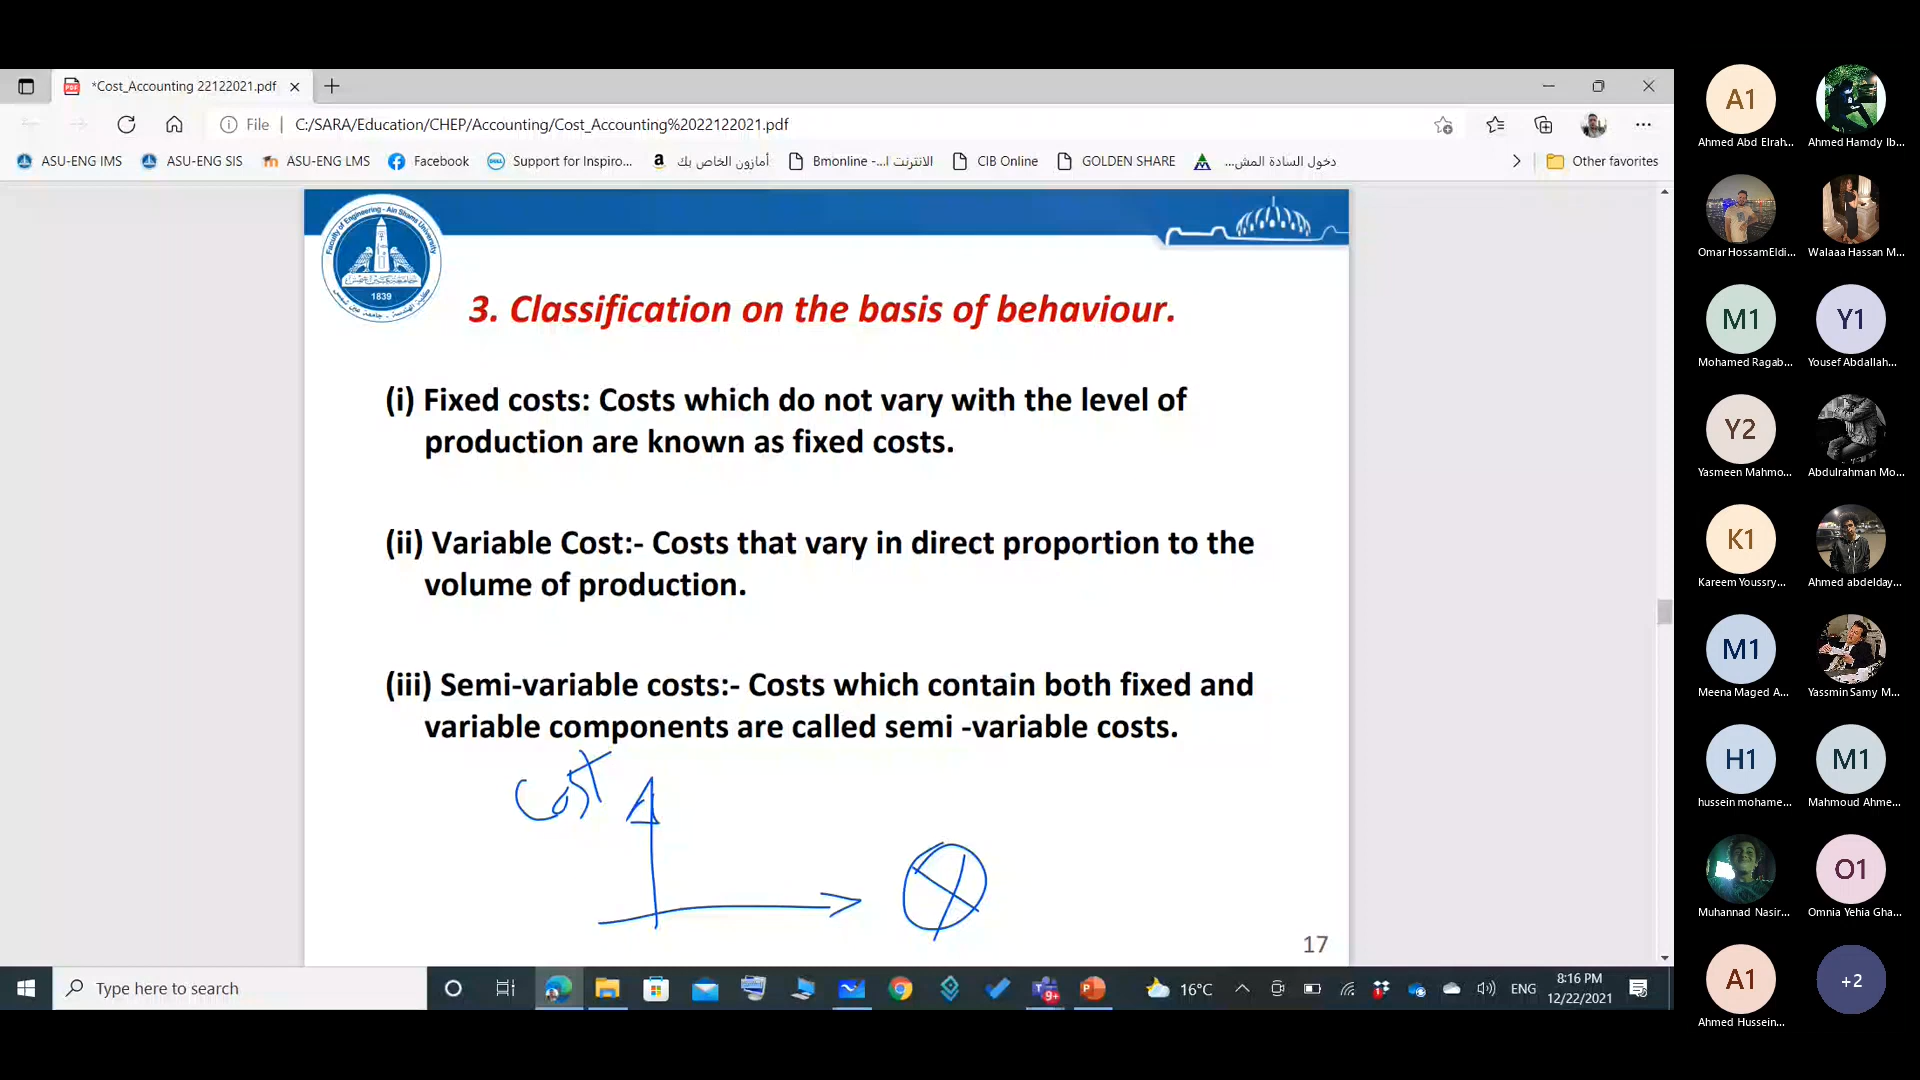 *Cost_Accounting 22122021.pdf
File
C:/SARA/Education/CHEP/Accounting/Cost_Accounting%2022122021.pdf
ASU-ENG IMS
ASU-ENG SIS
ASU-ENG LMS
Facebook
Support for Inspiro...
أمازون الخاص بك
Bmonline -الانترنت ا...
CIB Online
GOLDEN SHARE
دخول السادة المش...
Other favorites
Faculty of Engineering - Ain Shams University
1839
3. Classification on the basis of behaviour.
(i) Fixed costs: Costs which do not vary with the level of
production are known as fixed costs.
(ii) Variable Cost:- Costs that vary in direct proportion to the
volume of production.
(iii) Semi-variable costs:- Costs which contain both fixed and
variable components are called semi -variable costs.
Cost
17
Type here to search
9+
16°C
ENG
8:16 PM
12/22/2021
A1
Ahmed Abd Elrah...
Ahmed Hamdy Ib...
Omar HossamEldi...
Walaaa Hassan M...
M1
Y1
Mohamed Ragab...
Yousef Abdallah...
Y2
Yasmeen Mahmo...
Abdulrahman Mo...
K1
Kareem Youssry...
Ahmed abdelday...
M1
Meena Maged A...
Yassmin Samy M...
H1
M1
hussein mohame...
Mahmoud Ahme...
O1
Muhannad Nasir...
Omnia Yehia Gha...
A1
+2
Ahmed Hussein...